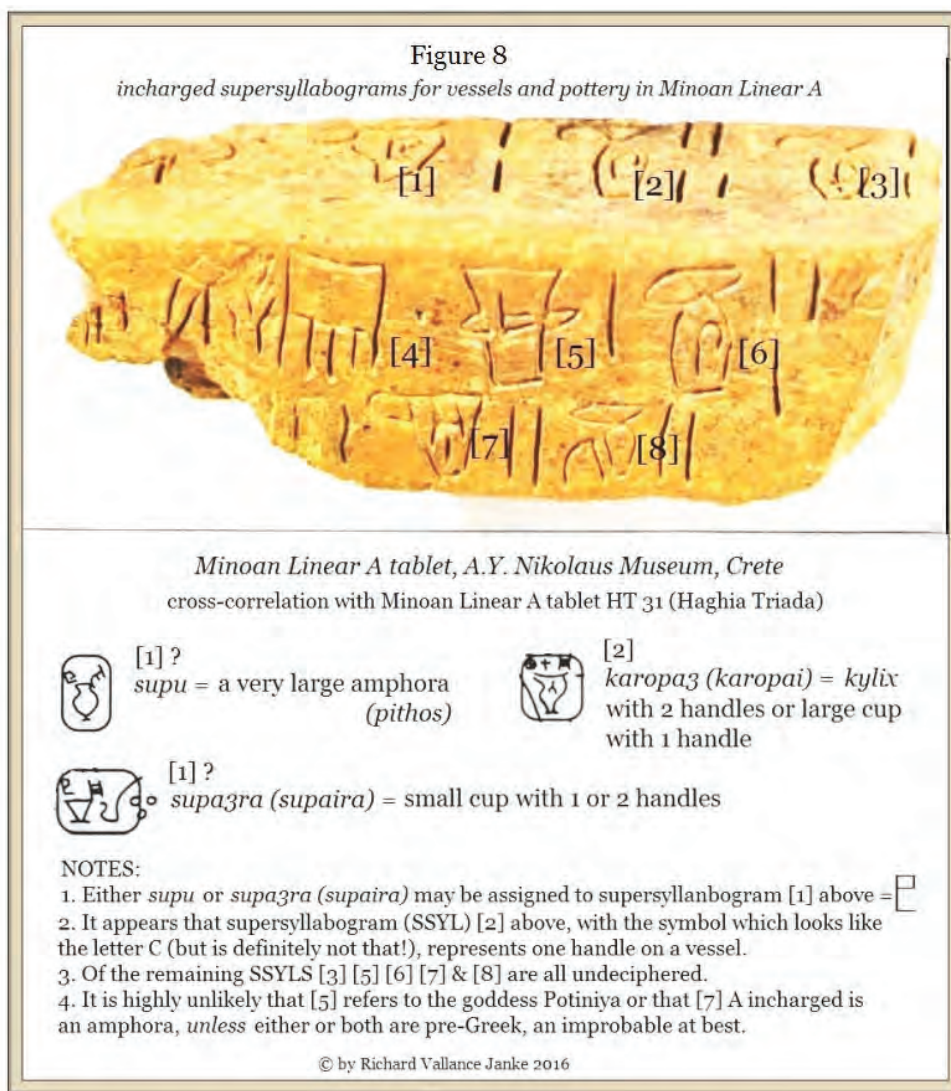 Figure 8
incharged supersyllabograms for vessels and pottery in Minoan Linear A
[1] [2] [3]
[4] [5] [6]
[7] [8]
Minoan Linear A tablet, A.Y. Nikolaus Museum, Crete
cross-correlation with Minoan Linear A tablet HT 31 (Haghia Triada)
[1] ?
supu = a very large amphora
(pithos)
[2]
karopa3 (karopai) = kylix
with 2 handles or large cup
with 1 handle
[1] ?
supa3ra (supaira) = small cup with 1 or 2 handles
NOTES:
1. Either supu or supa3ra (supaira) may be assigned to supersyllanbogram [1] above =
2. It appears that supersyllabogram (SSYL) [2] above, with the symbol which looks like
the letter C (but is definitely not that!), represents one handle on a vessel.
3. Of the remaining SSYLS [3] [5] [6] [7] & [8] are all undeciphered.
4. It is highly unlikely that [5] refers to the goddess Potiniya or that [7] A incharged is
an amphora, unless either or both are pre-Greek, an improbable at best.
© by Richard Vallance Janke 2016